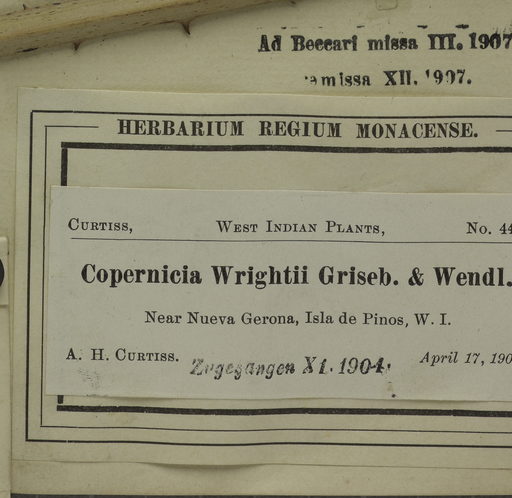 Ad Beccari missa III. 1907
missa XII. 1907.
HERBARIUM REGIUM MONACENSE.
CURTISS, WEST INDIAN PLANTS, No. 44
Copernicia Wrightii Griseb. & Wendl.
Near Nueva Gerona, Isla de Pinos, W. I.
A. H. CURTISS. Zugegangen XI. 1904. April 17, 190